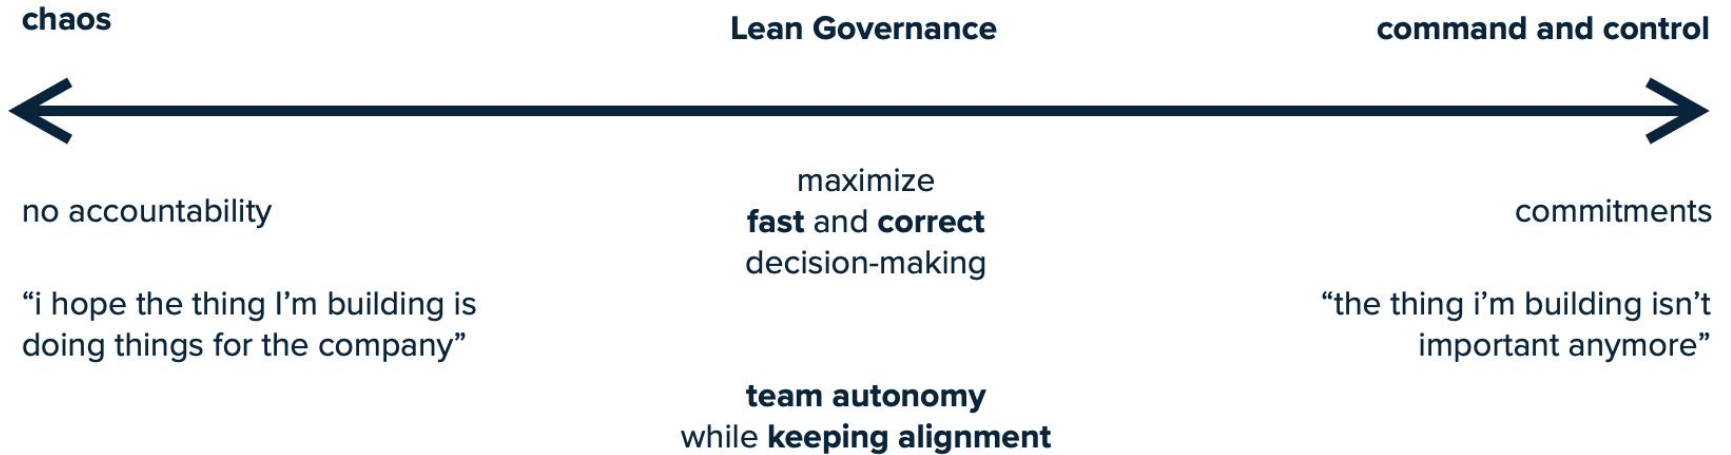 chaos
Lean Governance
command and control
no accountability
maximize
fast and correct
decision-making
commitments
“i hope the thing I’m building is
doing things for the company”
“the thing i’m building isn’t
important anymore”
team autonomy
while keeping alignment